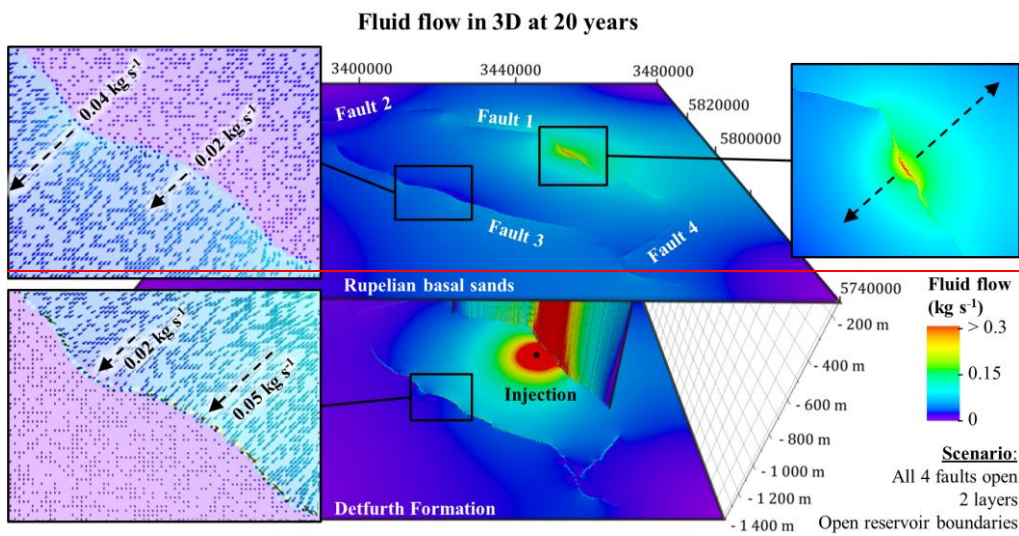 Fluid flow in 3D at 20 years
3400000
3440000
3480000
5820000
5800000
5740000
0.04 kg s⁻¹
0.02 kg s⁻¹
Fault 2
Fault 1
Fault 3
Fault 4
Rupelian basal sands
0.02 kg s⁻¹
0.05 kg s⁻¹
Injection
Detfurth Formation
- 200 m
- 400 m
- 600 m
- 800 m
- 1 000 m
- 1 200 m
- 1 400 m
Fluid flow
(kg s⁻¹)
> 0.3
0.15
0
Scenario:
All 4 faults open
2 layers
Open reservoir boundaries